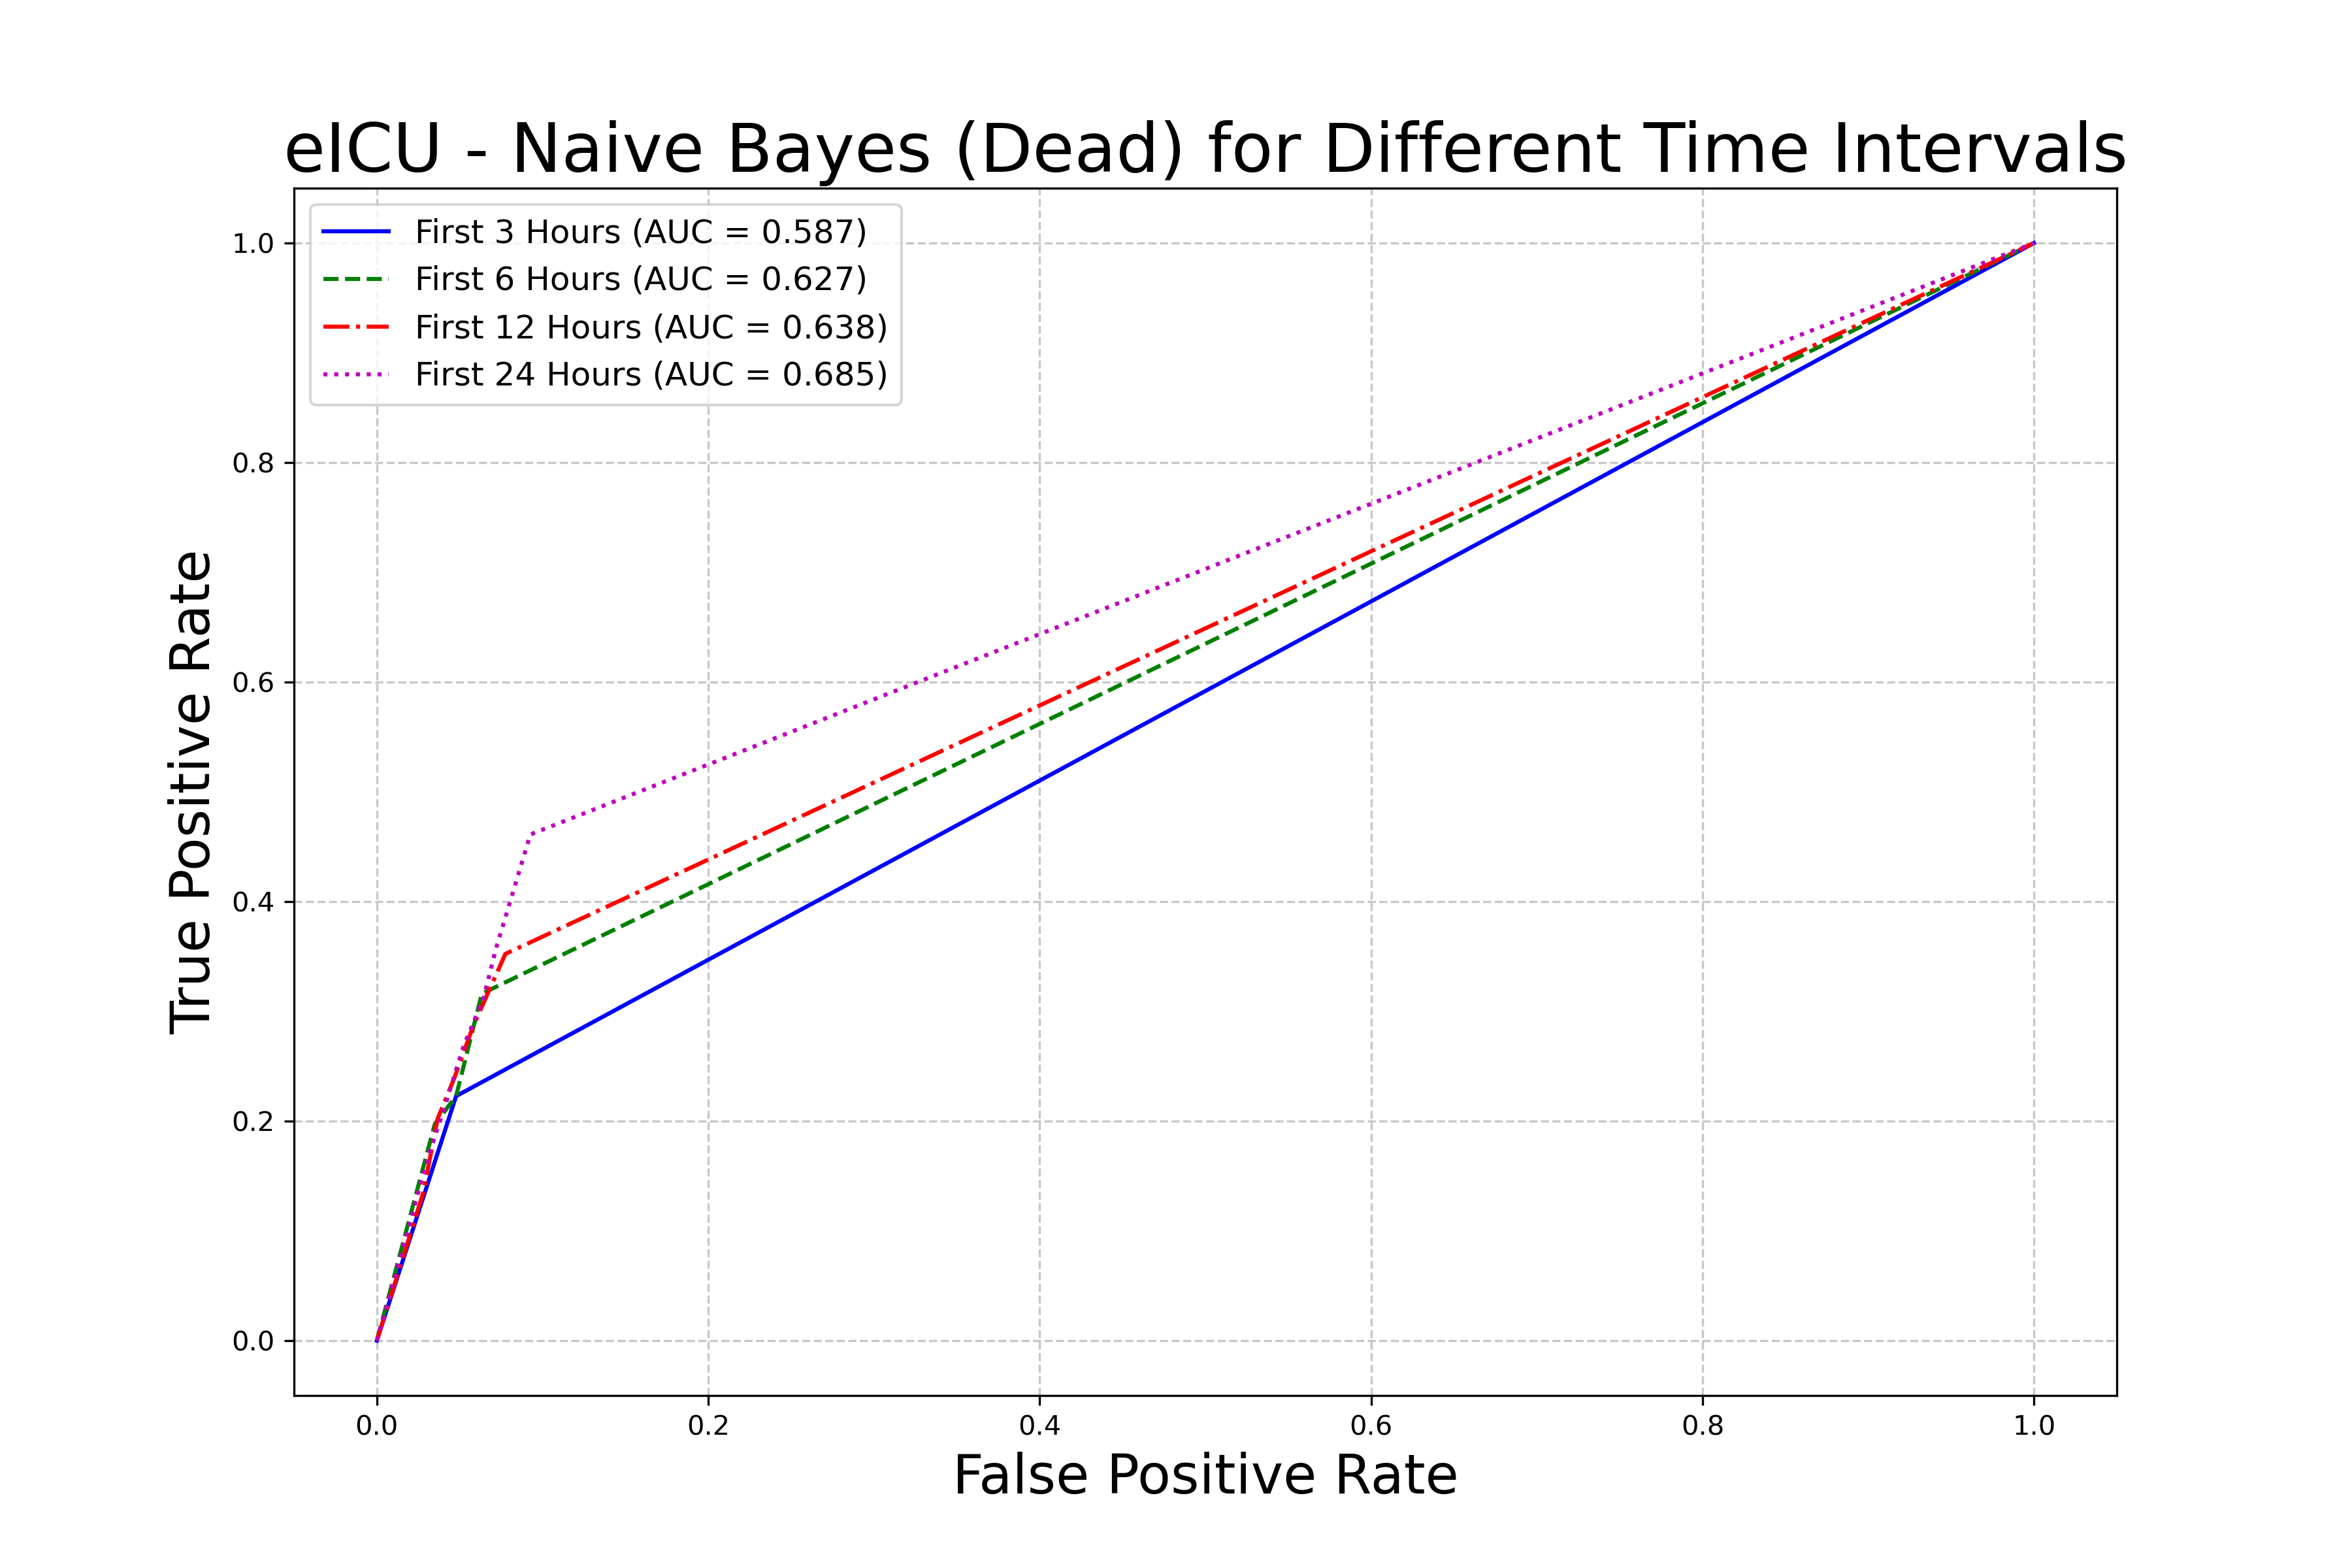 eICU - Naive Bayes (Dead) for Different Time Intervals
First 3 Hours (AUC = 0.587)
First 6 Hours (AUC = 0.627)
First 12 Hours (AUC = 0.638)
First 24 Hours (AUC = 0.685)
True Positive Rate
1.0
0.8
0.6
0.4
0.2
0.0
0.0 0.2 0.4 0.6 0.8 1.0
False Positive Rate